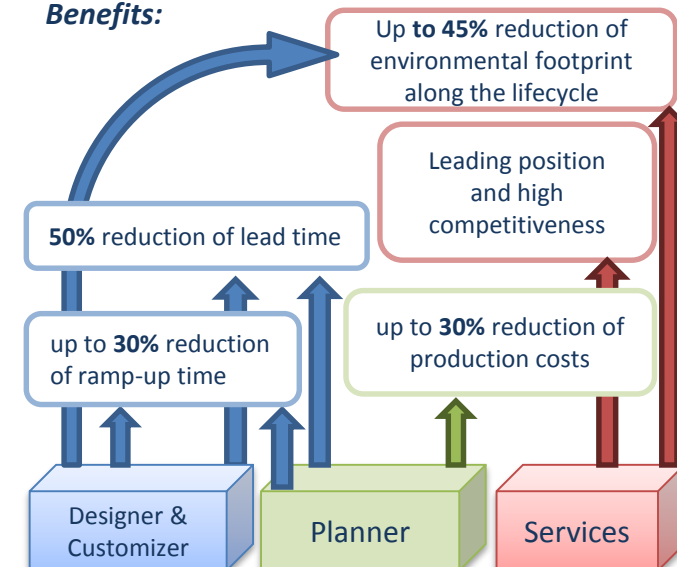 Benefits:
Up to 45% reduction of
environmental footprint
along the lifecycle
Leading position
and high
competitiveness
50% reduction of lead time
up to 30% reduction
of ramp-up time
up to 30% reduction of
production costs
Designer &
Customizer
Planner
Services